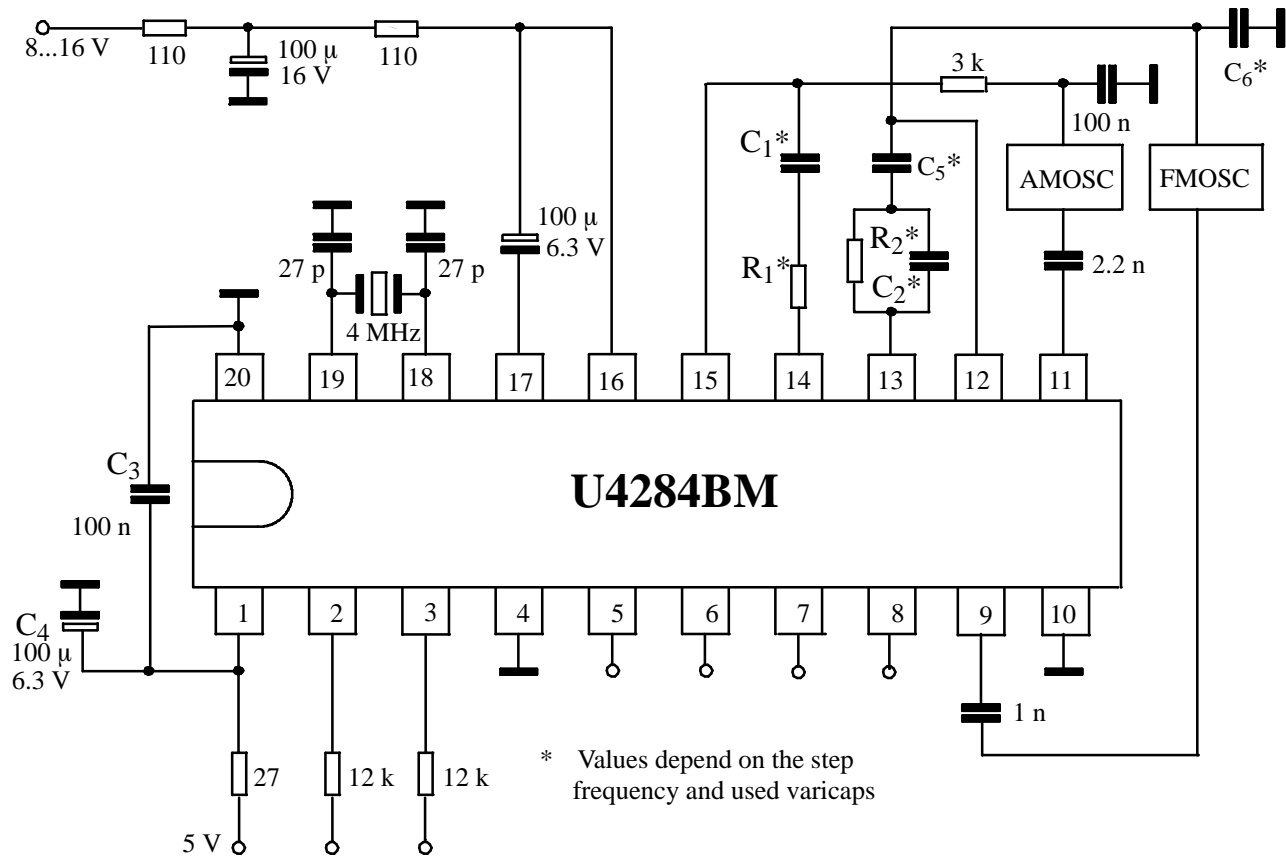 8...16 V
110
100 µ
16 V
110
3 k
C6*
100 n
C1*
C5*
AMOSC
FMOSC
100 µ
6.3 V
27 p
27 p
R2*
2.2 n
R1*
C2*
4 MHz
20
19
18
17
16
15
14
13
12
11
C3
100 n
U4284BM
C4
100 µ
6.3 V
1
2
3
4
5
6
7
8
9
10
1 n
27
12 k
12 k
* Values depend on the step
frequency and used varicaps
5 V